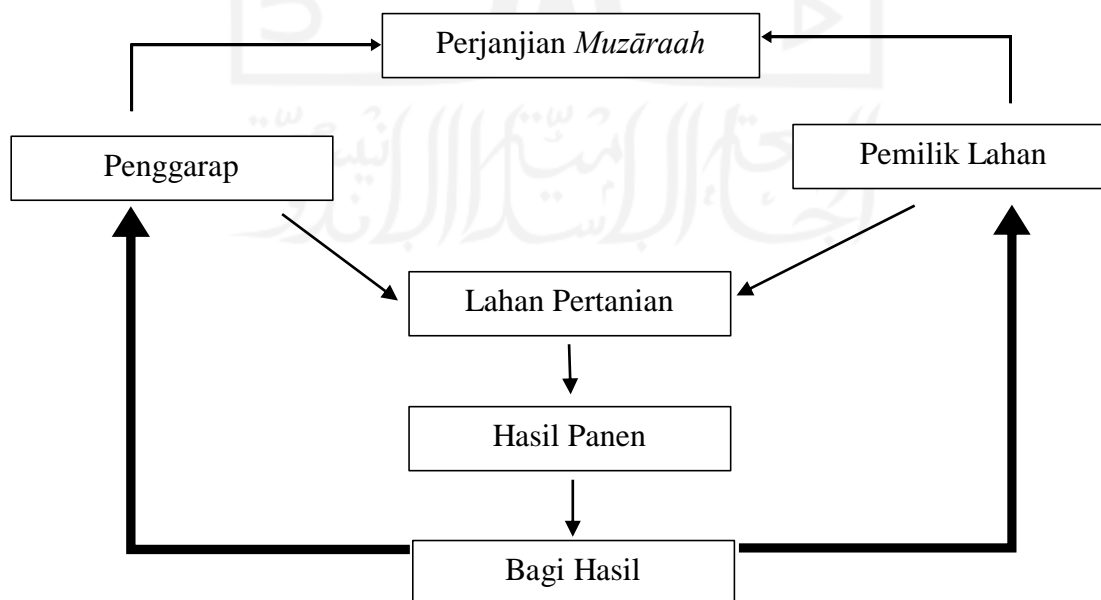 Perjanjian Muzāraah
Penggarap
Pemilik Lahan
Lahan Pertanian
Hasil Panen
Bagi Hasil